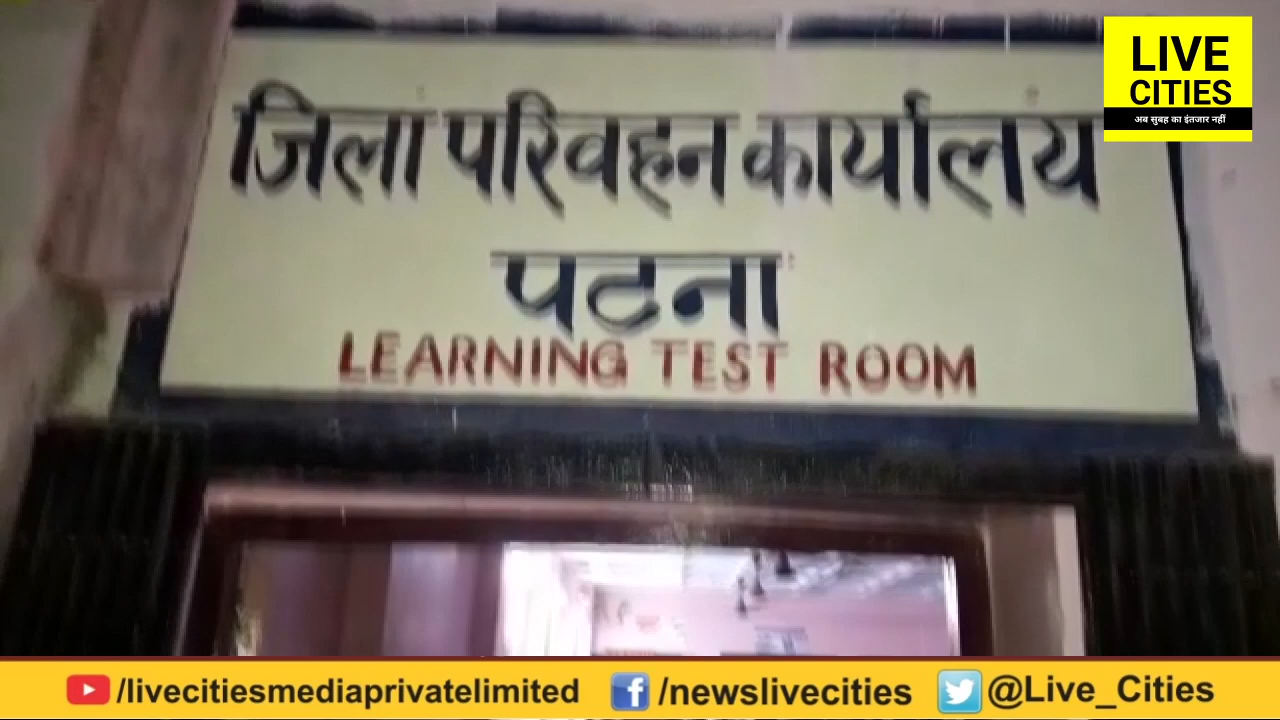 LIVE
CITIES
अब सुबह का इंतजार नहीं
जिला परिवहन कार्यालय
पटना
LEARNING TEST ROOM
/livecitiesmediaprivatelimited
/newslivecities
@Live_Cities